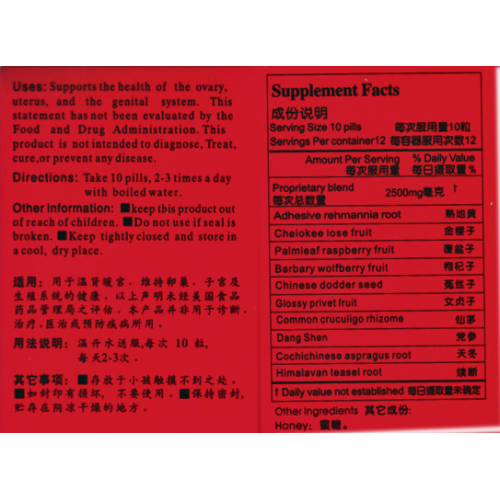 Uses: Supports the health of the ovary,
uterus, and the genital system. This
statement has not been evaluated by the
Food and Drug Administration. This
product is not intended to diagnose, Treat,
cure,or prevent any disease.
Directions: Take 10 pills, 2-3 times a day
with boiled water.
Other Information: ■keep this product out
of reach of children. ■Do not use if seal is
broken. ■Keep tightly closed and store in
a cool, dry place.
适用: 用于温肾暖宫, 维持卵巢, 子宫及
生殖系统的健康. 以上声明未经美国食品
药品管理局之评估. 本产品并非用于诊断,
治疗, 医治或预防疾病所用.
用法说明: 温开水送服, 每次 10 粒,
每天2-3次.
其它事项: ■存放于小孩触摸不到之处.
■如封印有损坏, 不要使用. ■保持密封,
贮存在阴凉干燥的地方.
Supplement Facts
成份说明
Serving Size 10 pills 每次服用量10粒
Servings Per container12 每容器服用次数12
Amount Per Serving % Daily Value
每次服用量 每日摄取量%
Proprietary blend 2500mg毫克 †
每次总数量
Adhesive rehmannia root 熟地黄
Cheiokee iose fruit 金樱子
Palmleaf raspberry fruit 覆盆子
Barbary wolfberry fruit 枸杞子
Chinese dodder seed 菟丝子
Glossy privet fruit 女贞子
Common cruculigo rhizome 仙茅
Dang Shen 党参
Cochichinese aspragus root 天冬
Himalavan teasel root 续断
† Daily value not established 每日摄取量未确定
Other Ingredients 其它成份:
Honey: 蜜糖。